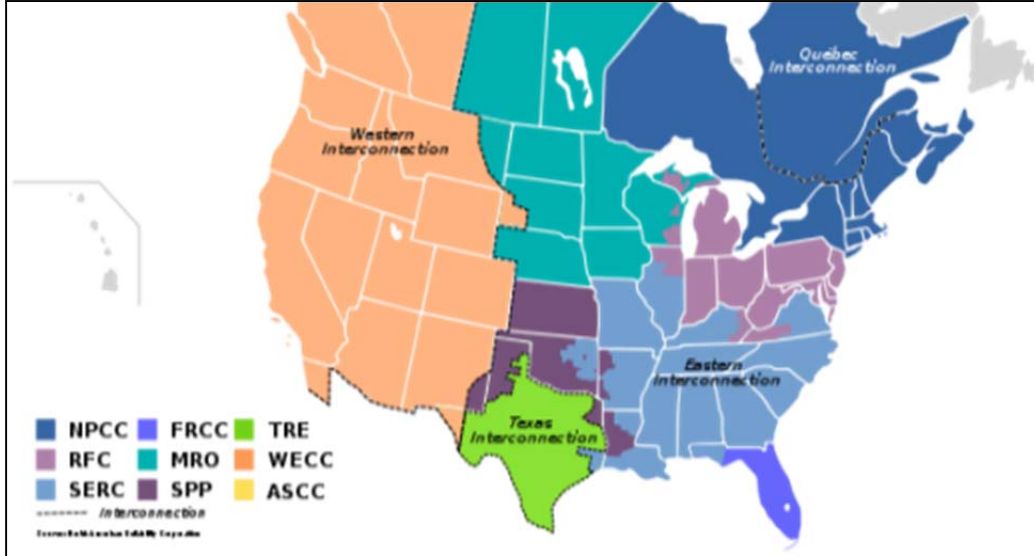 Québec
Interconnection
Western
Interconnection
Eastern
Interconnection
Texas
Interconnection
NPCC FRCC TRE
RFC MRO WECC
SERC SPP ASCC
Interconnection